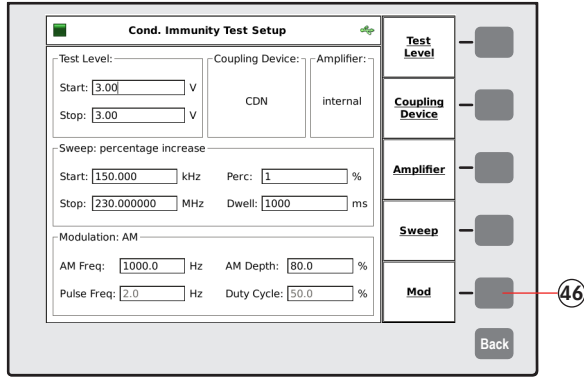 Cond. Immunity Test Setup
Test Level:
Start: 3.00 V
Stop: 3.00 V
Coupling Device:
CDN
Amplifier:
internal
Sweep: percentage increase
Start: 150.000 kHz Perc: 1 %
Stop: 230.000000 MHz Dwell: 1000 ms
Modulation: AM
AM Freq: 1000.0 Hz AM Depth: 80.0 %
Pulse Freq: 2.0 Hz Duty Cycle: 50.0 %
Test
Level
Coupling
Device
Amplifier
Sweep
Mod
46
Back